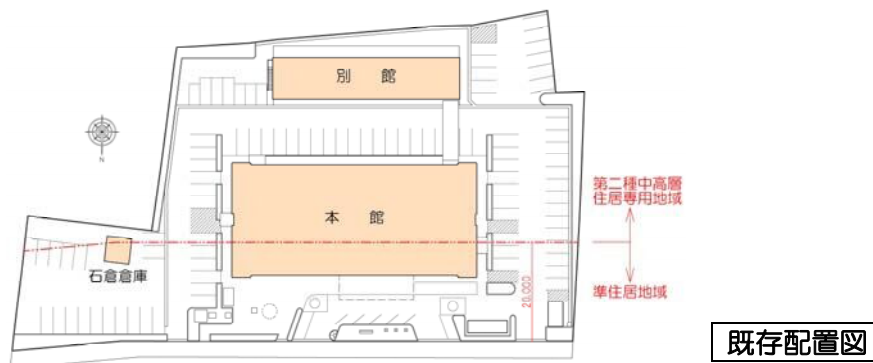 別 館
N
本 館
第二種中高層
住居専用地域
石倉倉庫
20,000
準住居地域
既存配置図